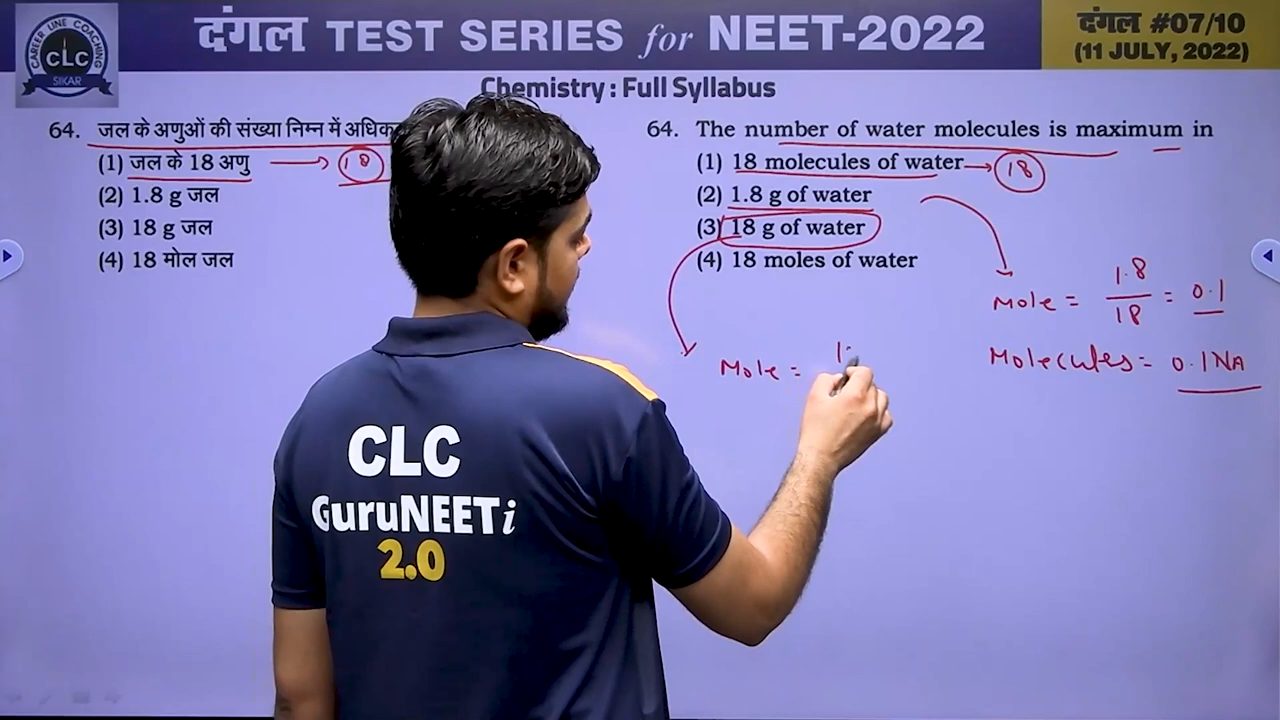 दंगल TEST SERIES for NEET-2022
दंगल #07/10
(11 JULY, 2022)
CAREER LINE COACHING
CLC
SIKAR
Chemistry : Full Syllabus
64. जल के अणुओं की संख्या निम्न में अधिक
(1) जल के 18 अणु → 18
(2) 1.8 g जल
(3) 18 g जल
(4) 18 मोल जल
64. The number of water molecules is maximum in
(1) 18 molecules of water → 18
(2) 1.8 g of water
(3) 18 g of water
(4) 18 moles of water
Mole = 1.8/18 = 0.1
Molecules = 0.1 NA
Mole = 1
CLC
GuruNEETi
2.0